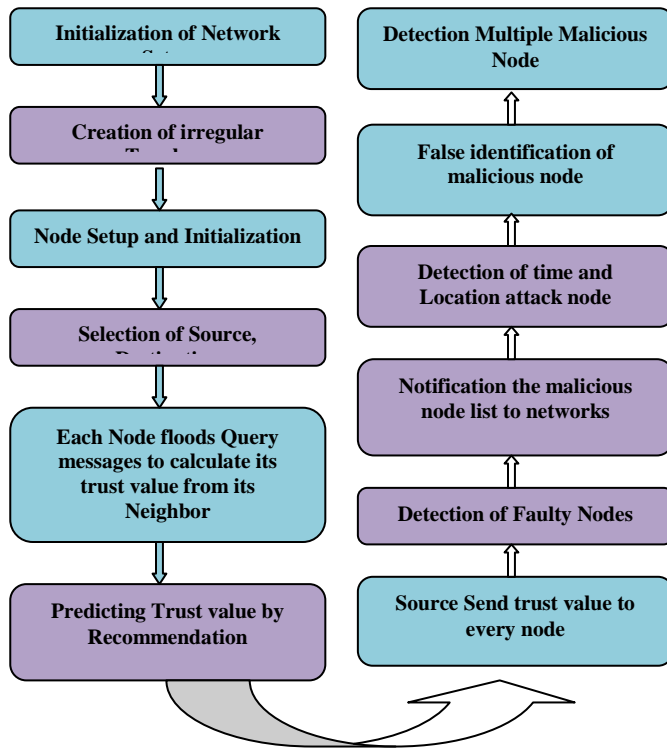 Initialization of Network
Creation of irregular
Node Setup and Initialization
Selection of Source,
Each Node floods Query
messages to calculate its
trust value from its
Neighbor
Predicting Trust value by
Recommendation
Detection Multiple Malicious
Node
False identification of
malicious node
Detection of time and
Location attack node
Notification the malicious
node list to networks
Detection of Faulty Nodes
Source Send trust value to
every node